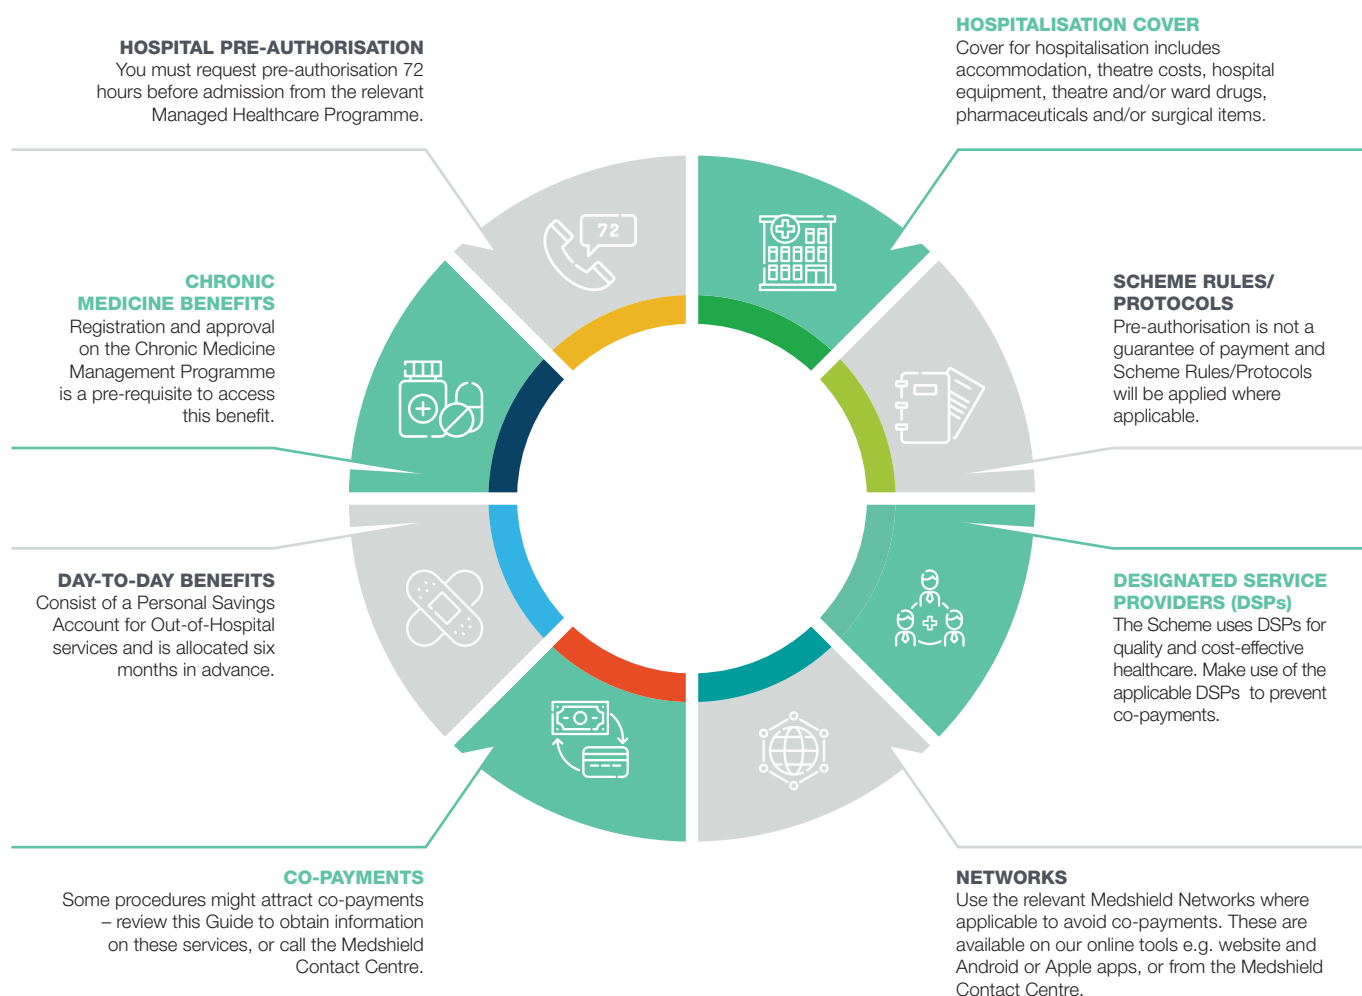 HOSPITAL PRE-AUTHORISATION
You must request pre-authorisation 72
hours before admission from the relevant
Managed Healthcare Programme.
HOSPITALISATION COVER
Cover for hospitalisation includes
accommodation, theatre costs, hospital
equipment, theatre and/or ward drugs,
pharmaceuticals and/or surgical items.
72
CHRONIC
MEDICINE BENEFITS
Registration and approval
on the Chronic Medicine
Management Programme
is a pre-requisite to access
this benefit.
SCHEME RULES/
PROTOCOLS
Pre-authorisation is not a
guarantee of payment and
Scheme Rules/Protocols
will be applied where
applicable.
DAY-TO-DAY BENEFITS
Consist of a Personal Savings
Account for Out-of-Hospital
services and is allocated six
months in advance.
DESIGNATED SERVICE
PROVIDERS (DSPs)
The Scheme uses DSPs for
quality and cost-effective
healthcare. Make use of the
applicable DSPs to prevent
co-payments.
CO-PAYMENTS
Some procedures might attract co-payments
– review this Guide to obtain information
on these services, or call the Medshield
Contact Centre.
NETWORKS
Use the relevant Medshield Networks where
applicable to avoid co-payments. These are
available on our online tools e.g. website and
Android or Apple apps, or from the Medshield
Contact Centre.